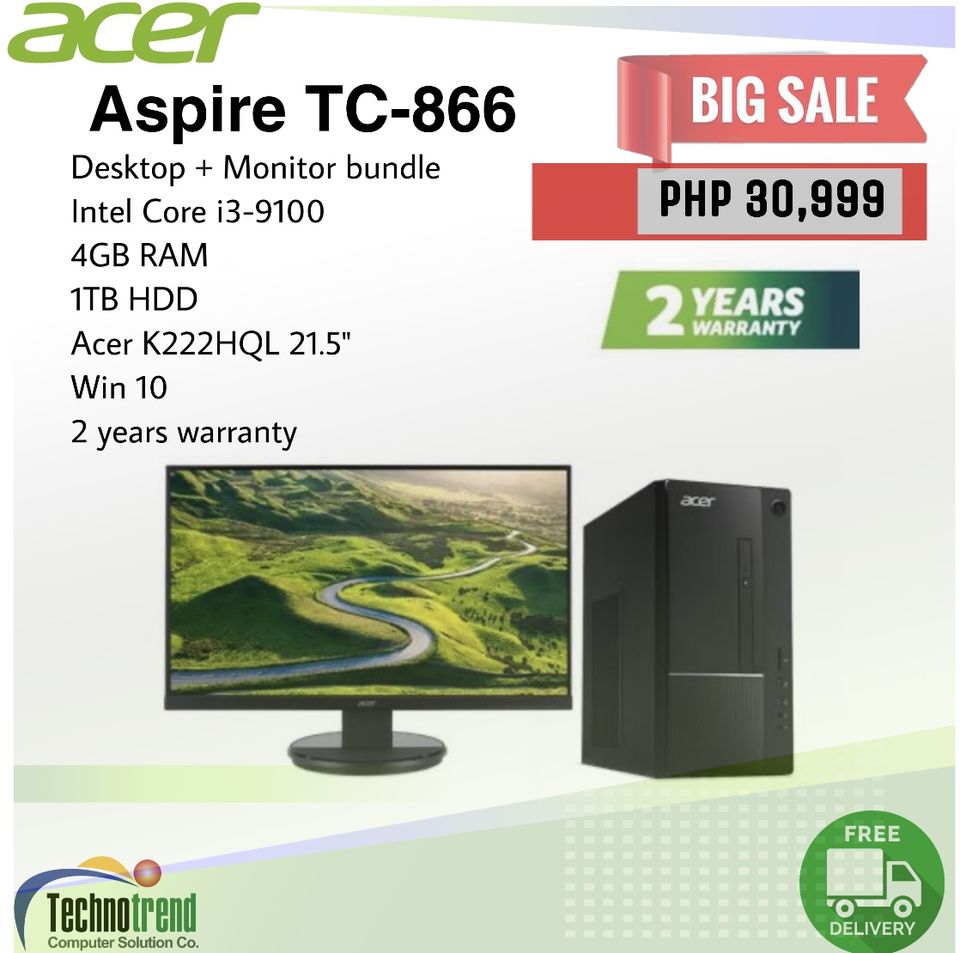 acer
Aspire TC-866
BIG SALE
PHP 30,999
Desktop + Monitor bundle
Intel Core i3-9100
4GB RAM
1TB HDD
Acer K222HQL 21.5"
Win 10
2 years warranty
2 YEARS
WARRANTY
acer
acer
Technotrend
Computer Solution Co.
FREE
DELIVERY